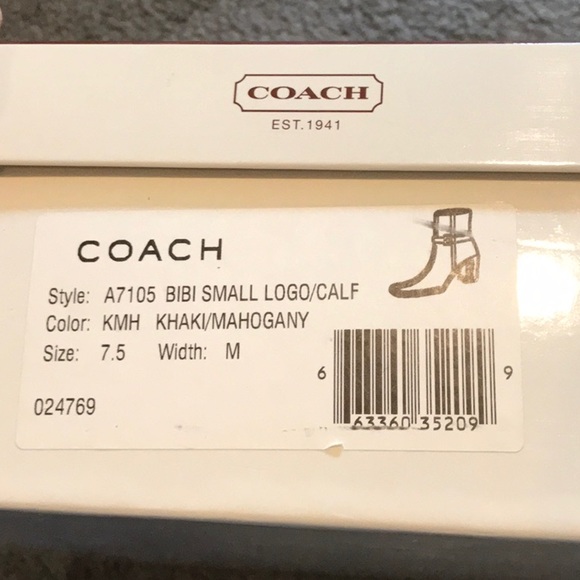 COACH
EST.1941
COACH
Style: A7105 BIBI SMALL LOGO/CALF
Color: KMH KHAKI/MAHOGANY
Size: 7.5 Width: M
024769
6 63360 35209 9